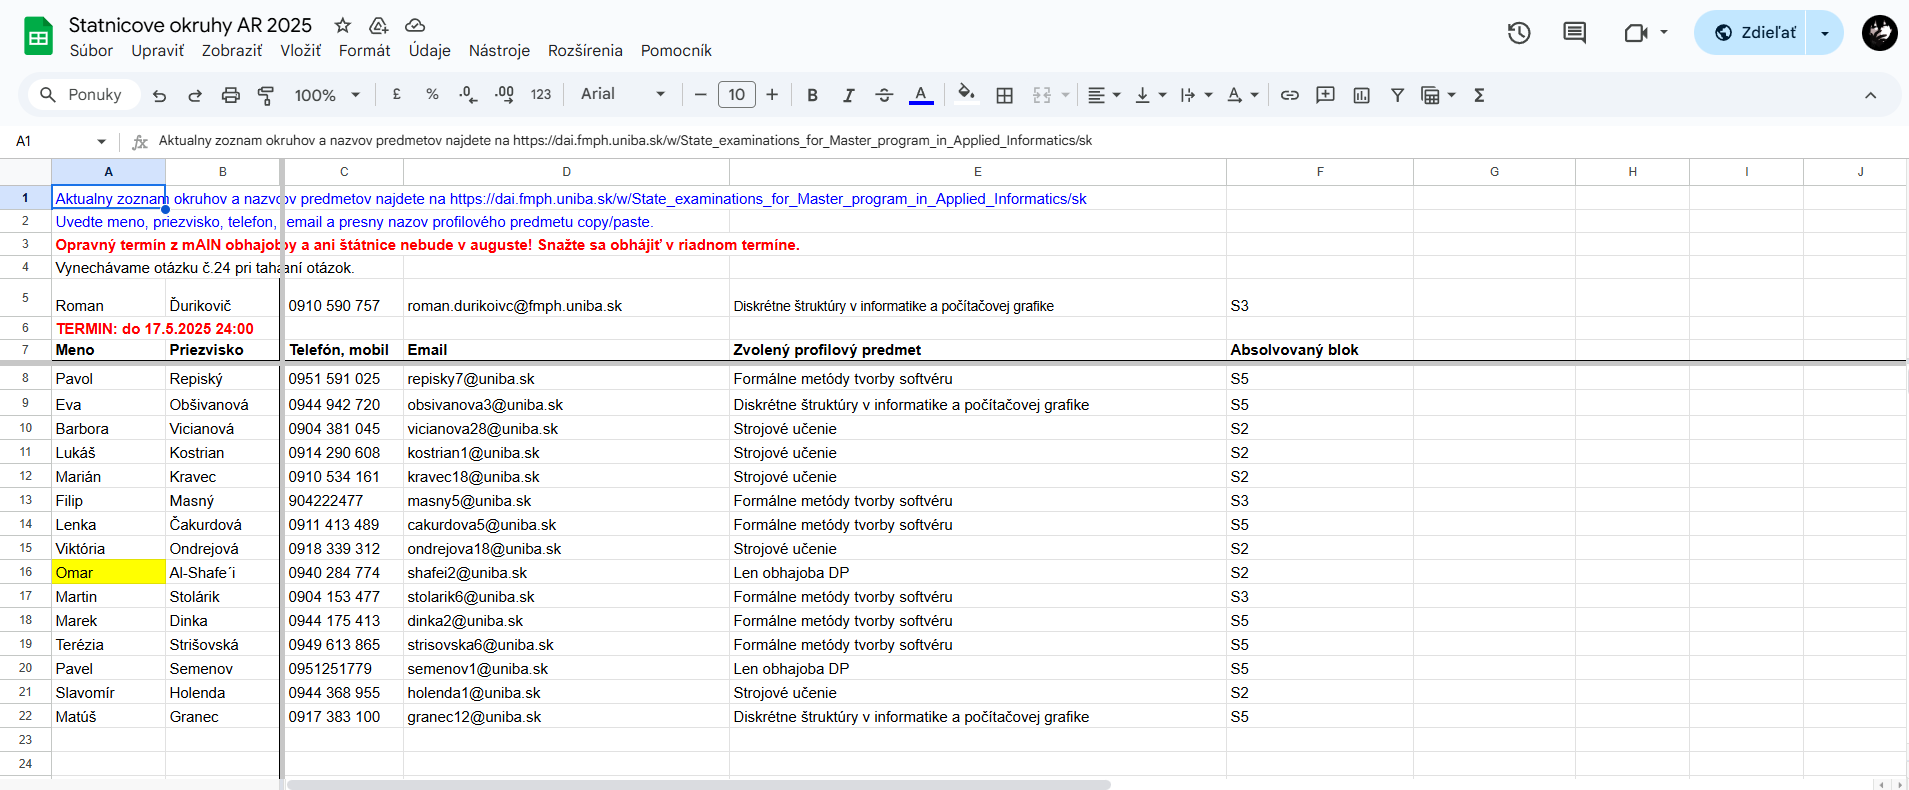 Statnicove okruhy AR 2025
Súbor Upraviť Zobraziť Vložiť Formát Údaje Nástroje Rozšírenia Pomocník
Zdieľať
Ponuky 100% £ % .0 .00 123 Arial 10 B I A
A1 fx Aktualny zoznam okruhov a nazvov predmetov najdete na https://dai.fmph.uniba.sk/w/State_examinations_for_Master_program_in_Applied_Informatics/sk
A B C D E F G H I J
1 Aktualny zoznam okruhov a nazvov predmetov najdete na https://dai.fmph.uniba.sk/w/State_examinations_for_Master_program_in_Applied_Informatics/sk
2 Uvedte meno, priezvisko, telefon, email a presny nazov profilového predmetu copy/paste.
3 Opravný termín z mAIN obhajoby a ani štátnice nebude v auguste! Snažte sa obhájiť v riadnom termíne.
4 Vynechávame otázku č.24 pri tahaaní otázok.
5 Roman Ďurikovič 0910 590 757 roman.durikoivc@fmph.uniba.sk Diskrétne štruktúry v informatike a počítačovej grafike S3
6 TERMIN: do 17.5.2025 24:00
7 Meno Priezvisko Telefón, mobil Email Zvolený profilový predmet Absolvovaný blok
8 Pavol Repiský 0951 591 025 repisky7@uniba.sk Formálne metódy tvorby softvéru S5
9 Eva Obšivanová 0944 942 720 obsivanova3@uniba.sk Diskrétne štruktúry v informatike a počítačovej grafike S5
10 Barbora Vicianová 0904 381 045 vicianova28@uniba.sk Strojové učenie S2
11 Lukáš Kostrian 0914 290 608 kostrian1@uniba.sk Strojové učenie S2
12 Marián Kravec 0910 534 161 kravec18@uniba.sk Strojové učenie S2
13 Filip Masný 904222477 masny5@uniba.sk Formálne metódy tvorby softvéru S3
14 Lenka Čakurdová 0911 413 489 cakurdova5@uniba.sk Formálne metódy tvorby softvéru S5
15 Viktória Ondrejová 0918 339 312 ondrejova18@uniba.sk Strojové učenie S2
16 Omar Al-Shafe´i 0940 284 774 shafei2@uniba.sk Len obhajoba DP S2
17 Martin Stolárik 0904 153 477 stolarik6@uniba.sk Formálne metódy tvorby softvéru S3
18 Marek Dinka 0944 175 413 dinka2@uniba.sk Formálne metódy tvorby softvéru S5
19 Terézia Strišovská 0949 613 865 strisovska6@uniba.sk Formálne metódy tvorby softvéru S5
20 Pavel Semenov 0951251779 semenov1@uniba.sk Len obhajoba DP S5
21 Slavomír Holenda 0944 368 955 holenda1@uniba.sk Strojové učenie S2
22 Matúš Granec 0917 383 100 granec12@uniba.sk Diskrétne štruktúry v informatike a počítačovej grafike S5
23
24